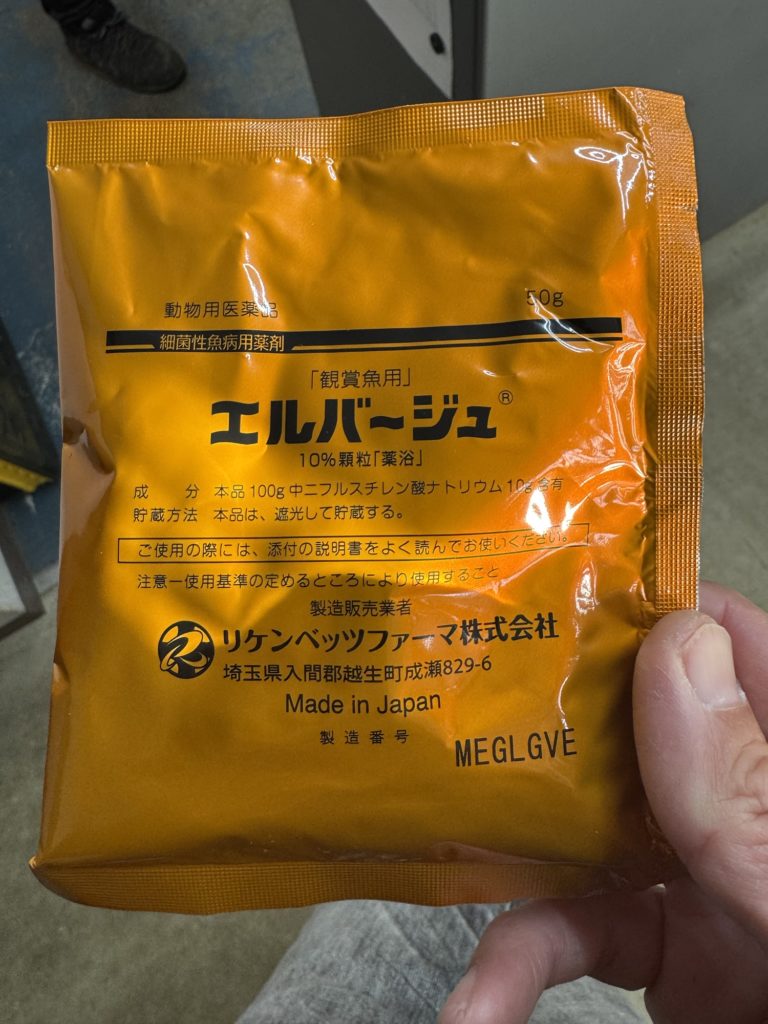 動物用医薬品 50g
細菌性魚病用薬剤
「観賞魚用」
エルバージュ®
10%顆粒「薬浴」
成 分 本品100g中ニフルスチレン酸ナトリウム10g含有
貯蔵方法 本品は、遮光して貯蔵する。
ご使用の際には、添付の説明書をよく読んでお使いください。
注意ー使用基準の定めるところにより使用すること
製造販売業者
リケンベッツファーマ株式会社
埼玉県入間郡越生町成瀬829-6
Made in Japan
製造番号 MEGLGVE